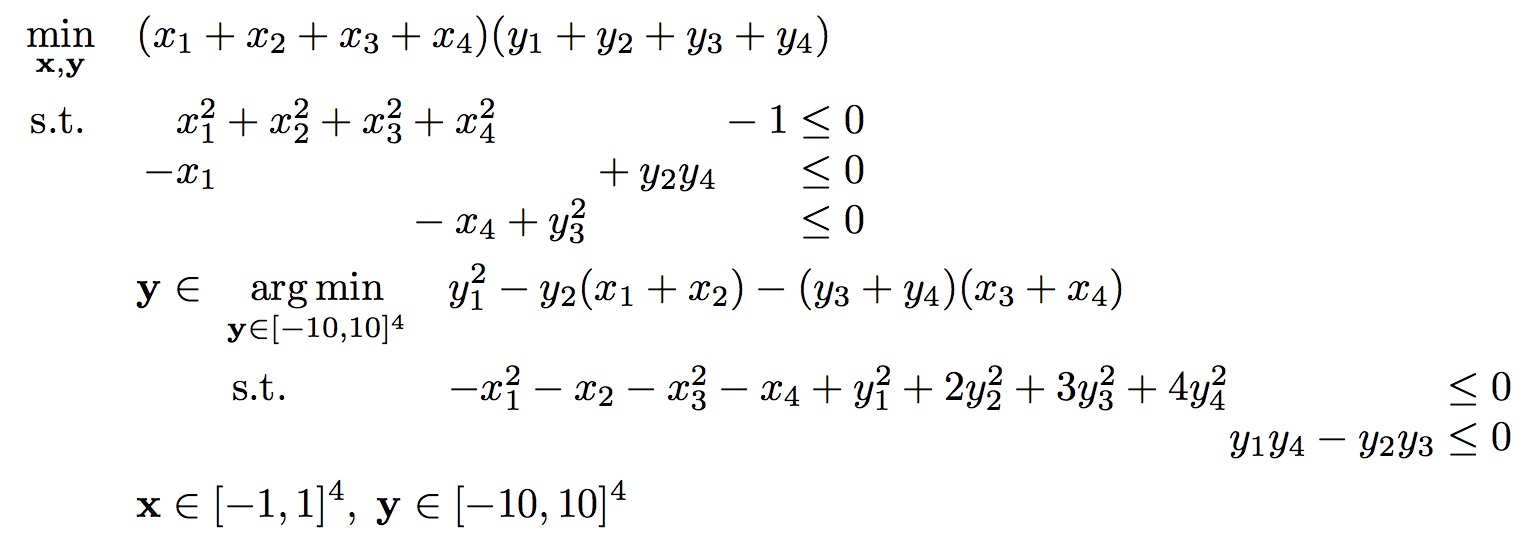 min (x₁ + x₂ + x₃ + x₄)(y₁ + y₂ + y₃ + y₄)
x,y
s.t. x₁² + x₂² + x₃² + x₄² − 1 ≤ 0
−x₁ + y₂y₄ ≤ 0
− x₄ + y₃² ≤ 0
y ∈ arg min y₁² − y₂(x₁ + x₂) − (y₃ + y₄)(x₃ + x₄)
y∈[−10,10]⁴
s.t. −x₁² − x₂ − x₃² − x₄ + y₁² + 2y₂² + 3y₃² + 4y₄² ≤ 0
y₁y₄ − y₂y₃ ≤ 0
x ∈ [−1, 1]⁴, y ∈ [−10, 10]⁴